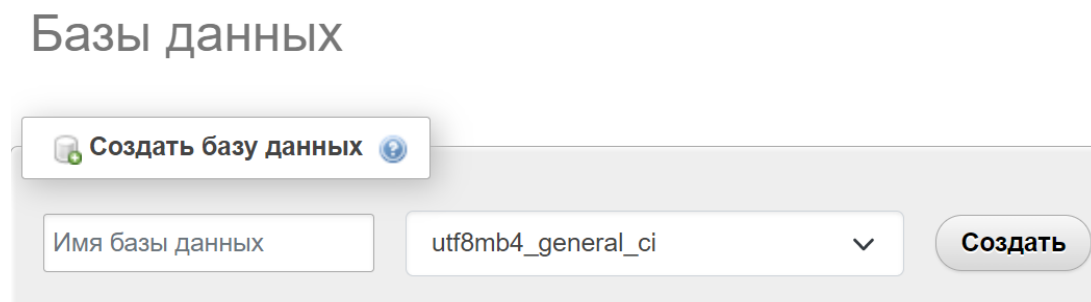 Базы данных
Создать базу данных
Имя базы данных utf8mb4_general_ci Создать